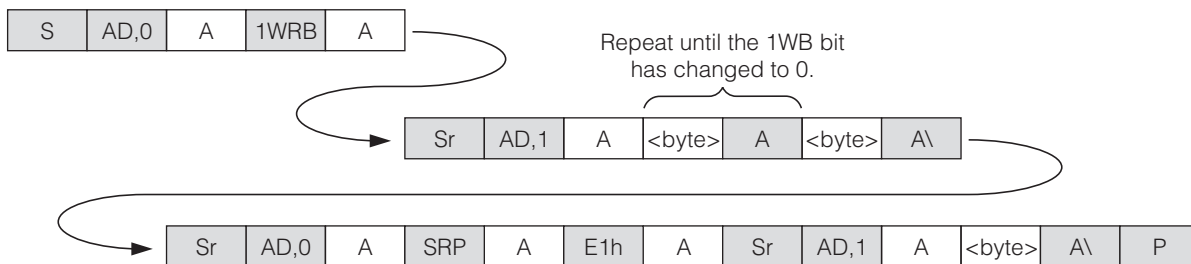 S AD,0 A 1WRB A
Repeat until the 1WB bit
has changed to 0.
Sr AD,1 A <byte> A <byte> A\
Sr AD,0 A SRP A E1h A Sr AD,1 A <byte> A\ P